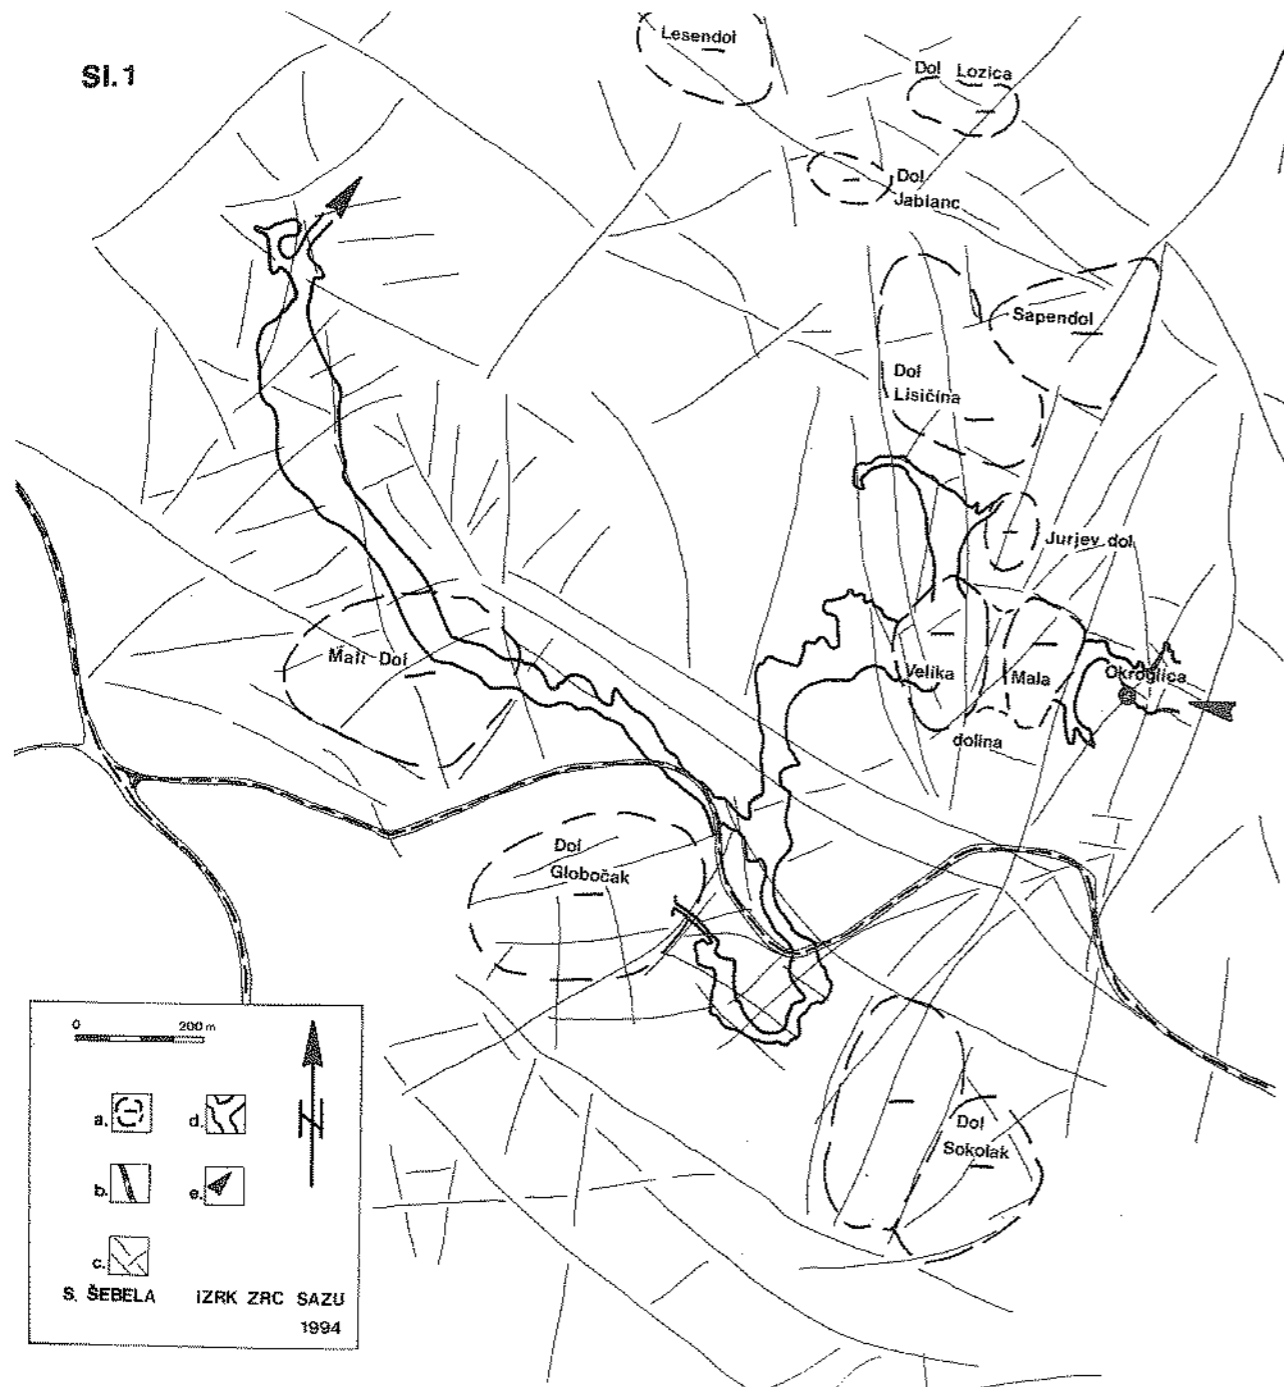 Sl.1
Lesendol
Dol Lozica
Dol
Jablanc
Sapendol
Dol
Lisičina
Jurjev dol
Mali Dol
Velika
Mala
Okroglica
dolina
Dol
Globočak
Dol
Sokolak
0 200 m
a.
d.
b.
e.
c.
N
S. ŠEBELA IZRK ZRC SAZU
1994